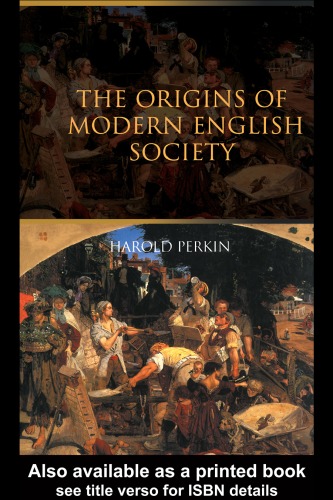 THE ORIGINS OF
MODERN ENGLISH
SOCIETY
HAROLD PERKIN
Also available as a printed book
see title verso for ISBN details